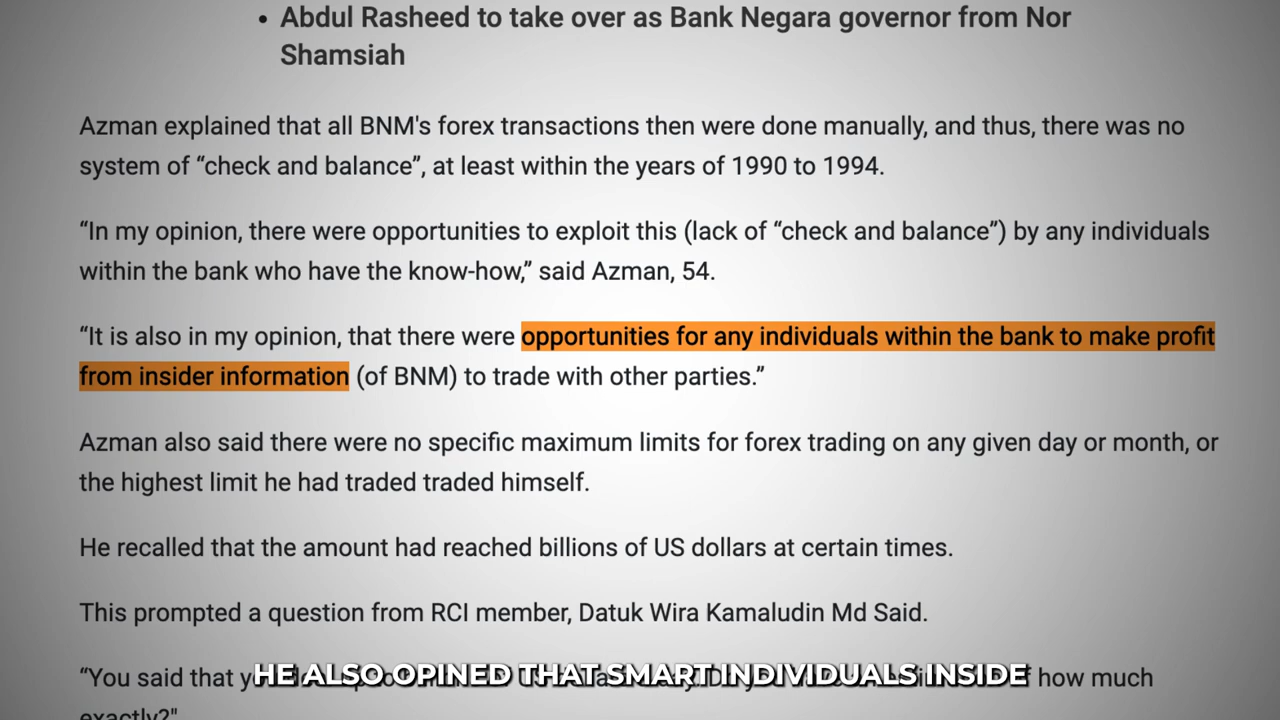 • Abdul Rasheed to take over as Bank Negara governor from Nor
Shamsiah
Azman explained that all BNM's forex transactions then were done manually, and thus, there was no
system of “check and balance”, at least within the years of 1990 to 1994.
“In my opinion, there were opportunities to exploit this (lack of “check and balance”) by any individuals
within the bank who have the know-how,” said Azman, 54.
“It is also in my opinion, that there were opportunities for any individuals within the bank to make profit
from insider information (of BNM) to trade with other parties.”
Azman also said there were no specific maximum limits for forex trading on any given day or month, or
the highest limit he had traded traded himself.
He recalled that the amount had reached billions of US dollars at certain times.
This prompted a question from RCI member, Datuk Wira Kamaludin Md Said.
“You said that how much
exactly?"
HE ALSO OPINED THAT SMART INDIVIDUALS INSIDE